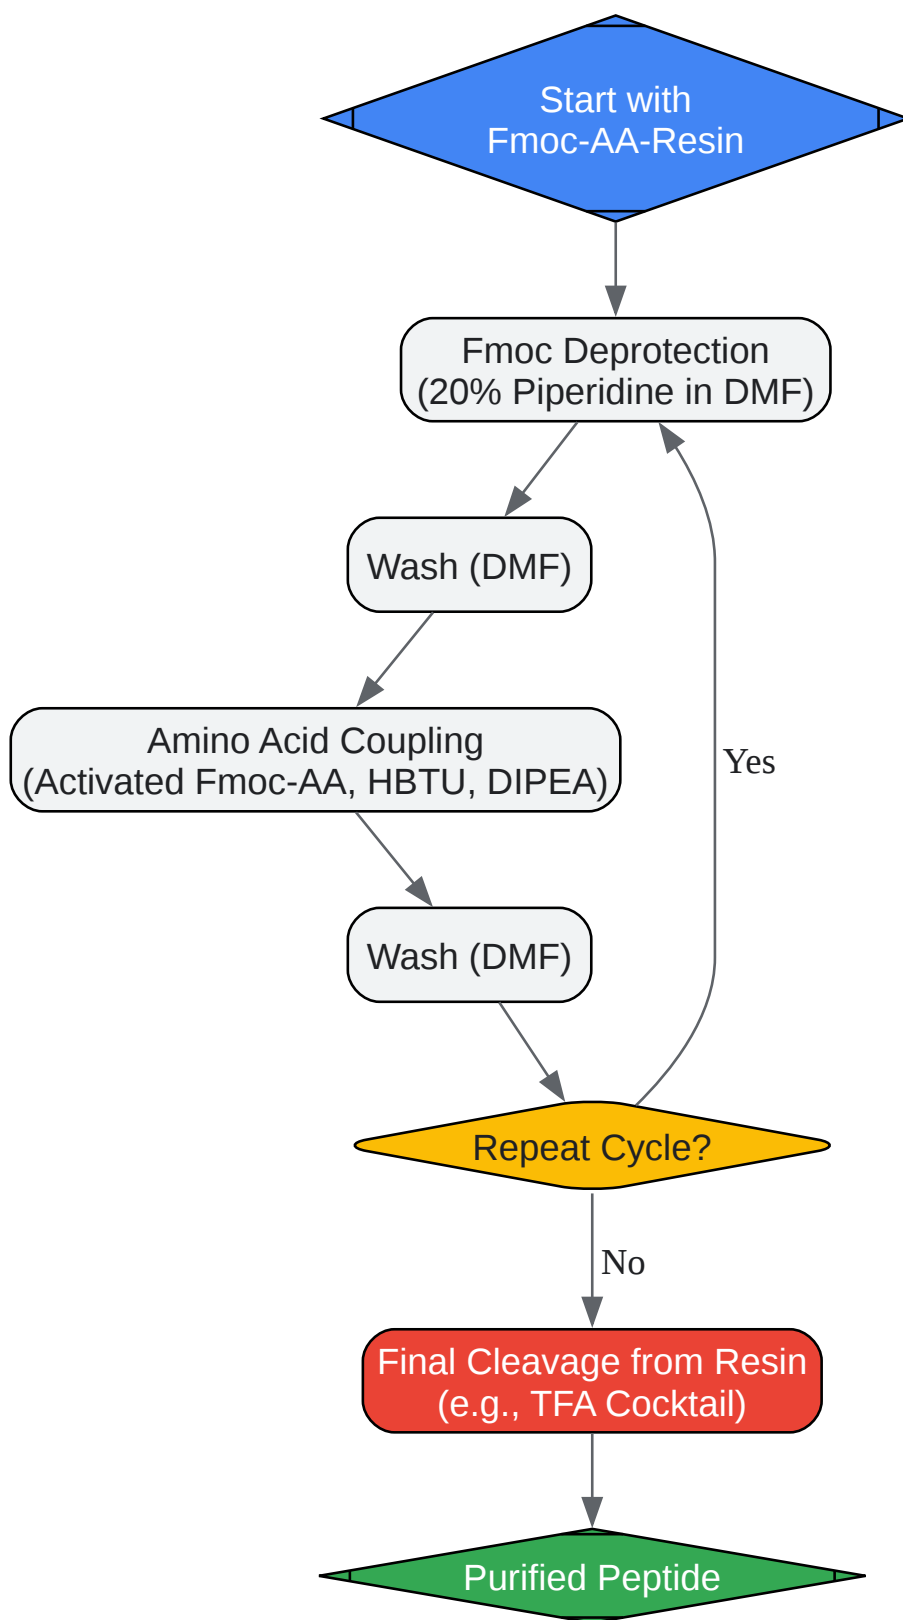 Start with
Fmoc-AA-Resin
Fmoc Deprotection
(20% Piperidine in DMF)
Wash (DMF)
Amino Acid Coupling
(Activated Fmoc-AA, HBTU, DIPEA)
Yes
Wash (DMF)
Repeat Cycle?
No
Final Cleavage from Resin
(e.g., TFA Cocktail)
Purified Peptide